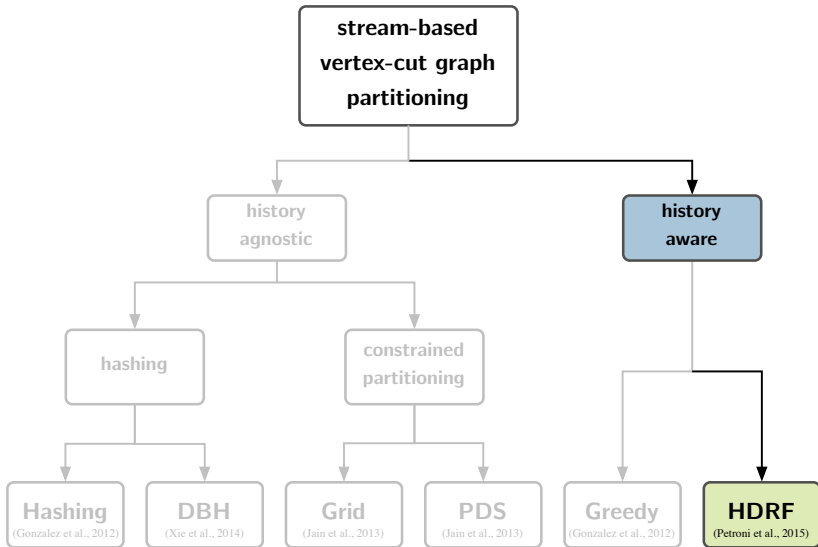 stream-based
vertex-cut graph
partitioning
history
agnostic
history
aware
hashing
constrained
partitioning
Hashing
(Gonzalez et al., 2012)
DBH
(Xie et al., 2014)
Grid
(Jain et al., 2013)
PDS
(Jain et al., 2013)
Greedy
(Gonzalez et al., 2012)
HDRF
(Petroni et al., 2015)